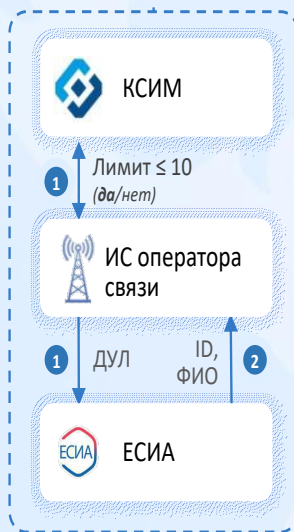 КСИМ
1
Лимит ≤ 10
(да/нет)
ИС оператора
связи
1
ДУЛ
ID,
ФИО
2
ЕСИА
ЕСИА